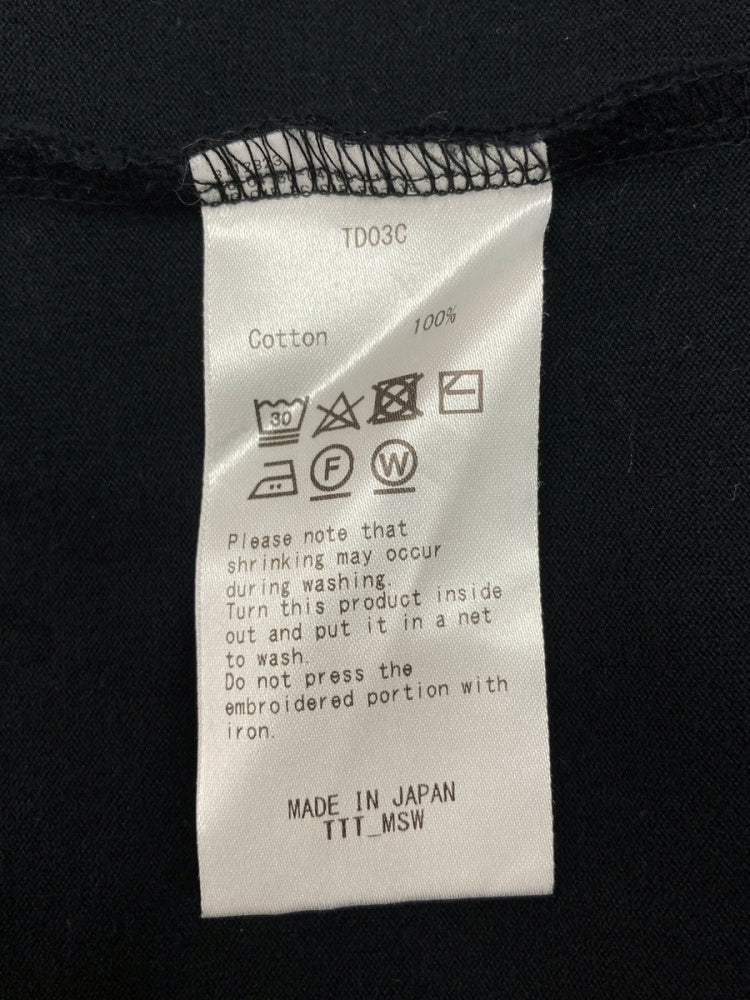 TD03C
Cotton 100%
30
F W
Please note that
shrinking may occur
during washing.
Turn this product inside
out and put it in a net
to wash.
Do not press the
embroidered portion with
iron.
MADE IN JAPAN
TTT_MSW